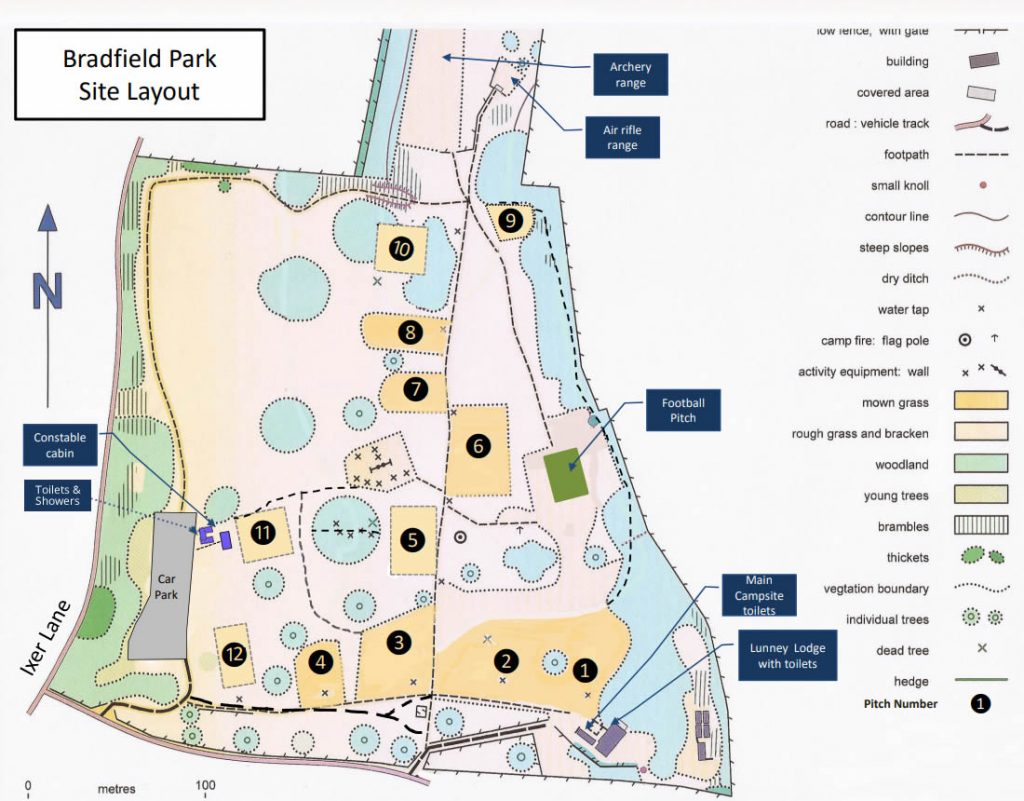 Bradfield Park
Site Layout
Archery
range
Air rifle
range
N
Constable
cabin
Toilets &
Showers
Car
Park
Ixer Lane
Football
Pitch
Main
Campsite
toilets
Lunney Lodge
with toilets
9
10
8
7
6
11
5
12
4
3
2
1
0
metres
100
low fence, with gate
building
covered area
road : vehicle track
footpath
small knoll
contour line
steep slopes
dry ditch
water tap
camp fire: flag pole
activity equipment: wall
mown grass
rough grass and bracken
woodland
young trees
brambles
thickets
vegtation boundary
individual trees
dead tree
hedge
Pitch Number
1